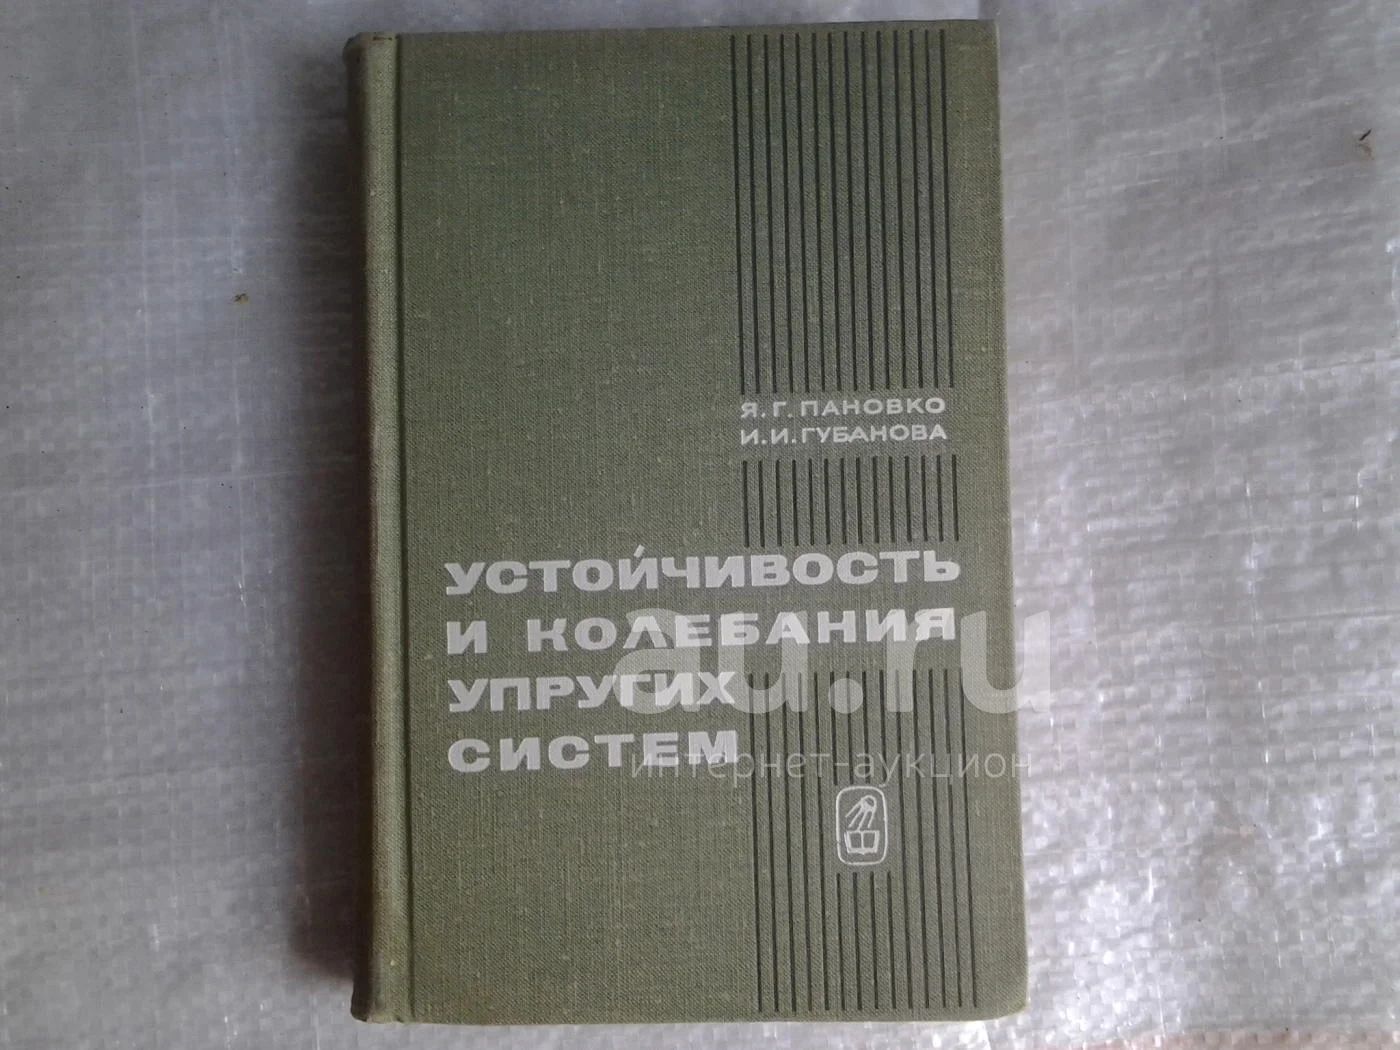 Я. Г. ПАНОВКО
И. И. ГУБАНОВА
УСТОЙЧИВОСТЬ
И КОЛЕБАНИЯ
УПРУГИХ
СИСТЕМ
au.ru
интернет-аукцион